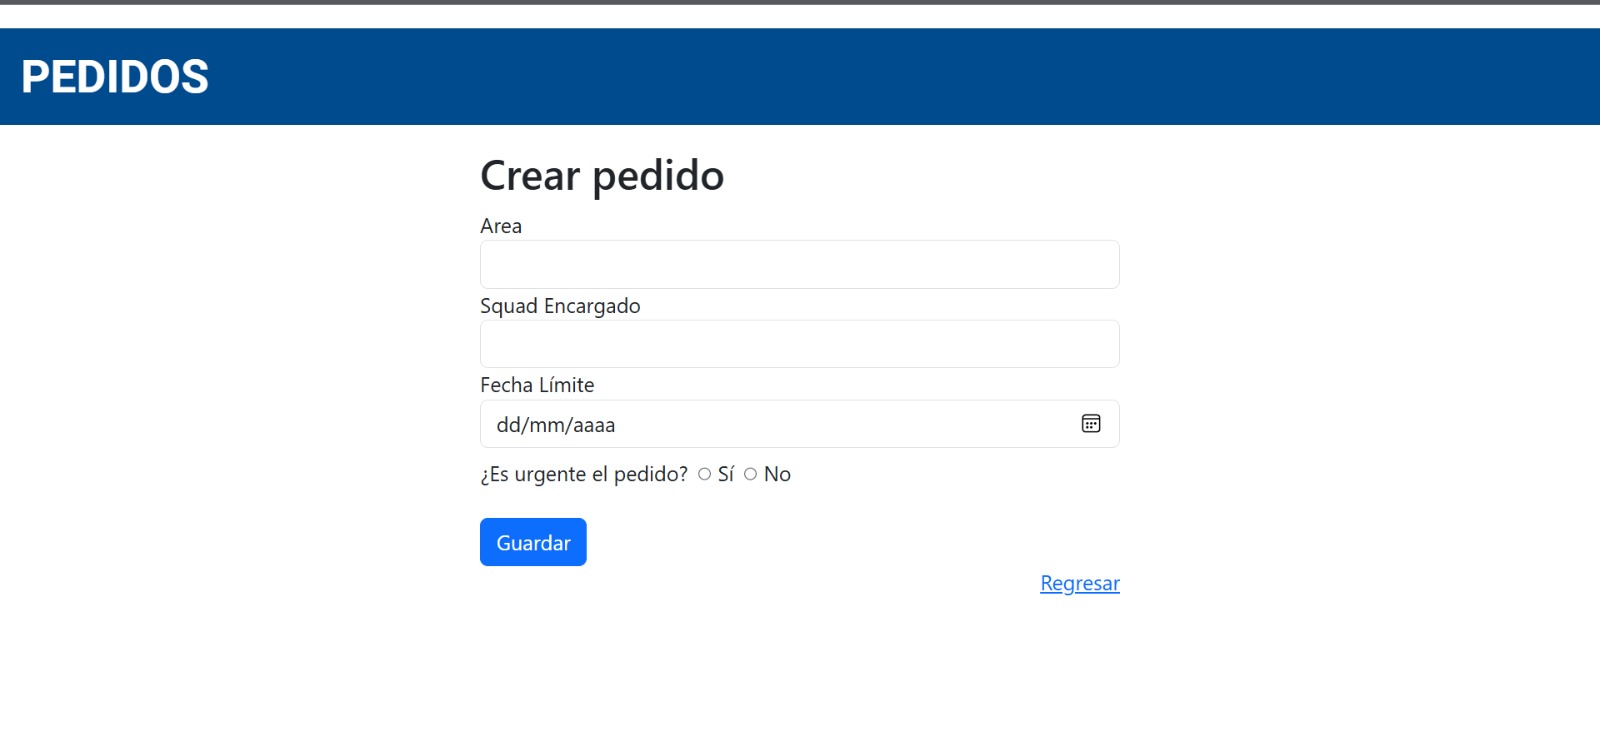 PEDIDOS
Crear pedido
Area
Squad Encargado
Fecha Límite
dd/mm/aaaa
¿Es urgente el pedido? Sí No
Guardar
Regresar